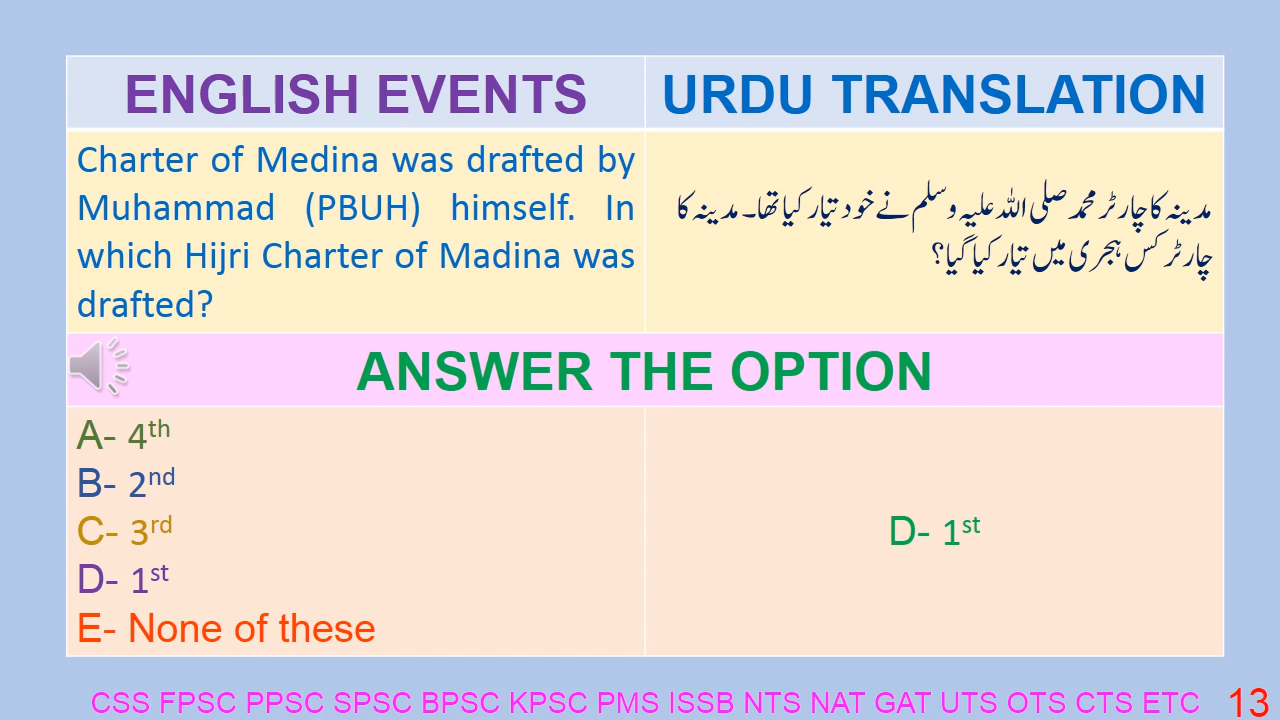 ENGLISH EVENTS
URDU TRANSLATION
Charter of Medina was drafted by
Muhammad (PBUH) himself. In
which Hijri Charter of Madina was
drafted?
مدینہ کا چارٹر محمد صلی اللہ علیہ وسلم نے خود تیار کیا تھا۔ مدینہ کا
چارٹر کس ہجری میں تیار کیا گیا؟
ANSWER THE OPTION
A- 4th
B- 2nd
C- 3rd
D- 1st
E- None of these
D- 1st
CSS FPSC PPSC SPSC BPSC KPSC PMS ISSB NTS NAT GAT UTS OTS CTS ETC 13